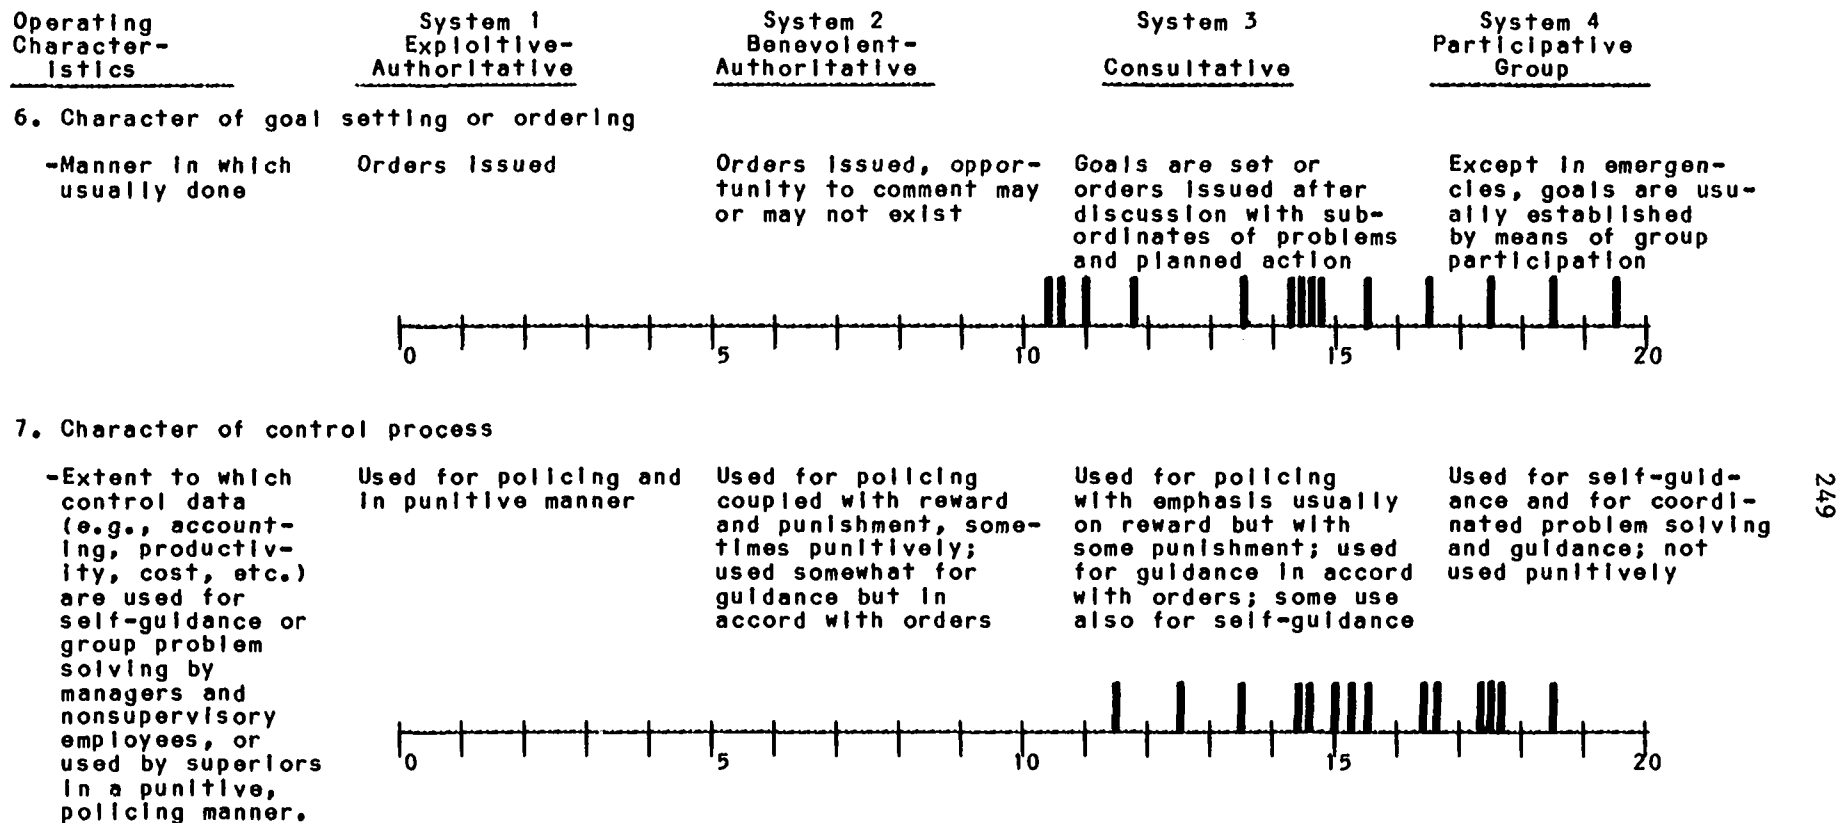 Operating
Character-
istics
System 1
Exploitive-
Authoritative
System 2
Benevolent-
Authoritative
System 3
Consultative
System 4
Participative
Group
6. Character of goal setting or ordering
-Manner in which
usually done
Orders issued
Orders issued, oppor-
tunity to comment may
or may not exist
Goals are set or
orders issued after
discussion with sub-
ordinates of problems
and planned action
Except in emergen-
cies, goals are usu-
ally established
by means of group
participation
0 5 10 15 20
7. Character of control process
-Extent to which
control data
(e.g., account-
ing, productiv-
ity, cost, etc.)
are used for
self-guidance or
group problem
solving by
managers and
nonsupervisory
employees, or
used by superiors
in a punitive,
policing manner.
Used for policing and
in punitive manner
Used for policing
coupled with reward
and punishment, some-
times punitively;
used somewhat for
guidance but in
accord with orders
Used for policing
with emphasis usually
on reward but with
some punishment; used
for guidance in accord
with orders; some use
also for self-guidance
Used for self-guid-
ance and for coordi-
nated problem solving
and guidance; not
used punitively
0 5 10 15 20
249